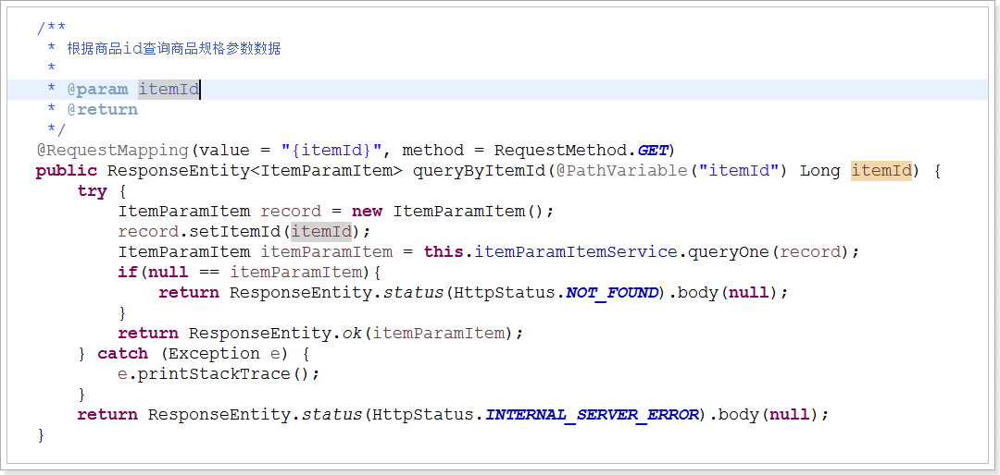 /**
 * 根据商品id查询商品规格参数数据
 *
 * @param itemId
 * @return
 */
@RequestMapping(value = "{itemId}", method = RequestMethod.GET)
public ResponseEntity<ItemParamItem> queryByItemId(@PathVariable("itemId") Long itemId) {
    try {
        ItemParamItem record = new ItemParamItem();
        record.setItemId(itemId);
        ItemParamItem itemParamItem = this.itemParamItemService.queryOne(record);
        if(null == itemParamItem){
            return ResponseEntity.status(HttpStatus.NOT_FOUND).body(null);
        }
        return ResponseEntity.ok(itemParamItem);
    } catch (Exception e) {
        e.printStackTrace();
    }
    return ResponseEntity.status(HttpStatus.INTERNAL_SERVER_ERROR).body(null);
}